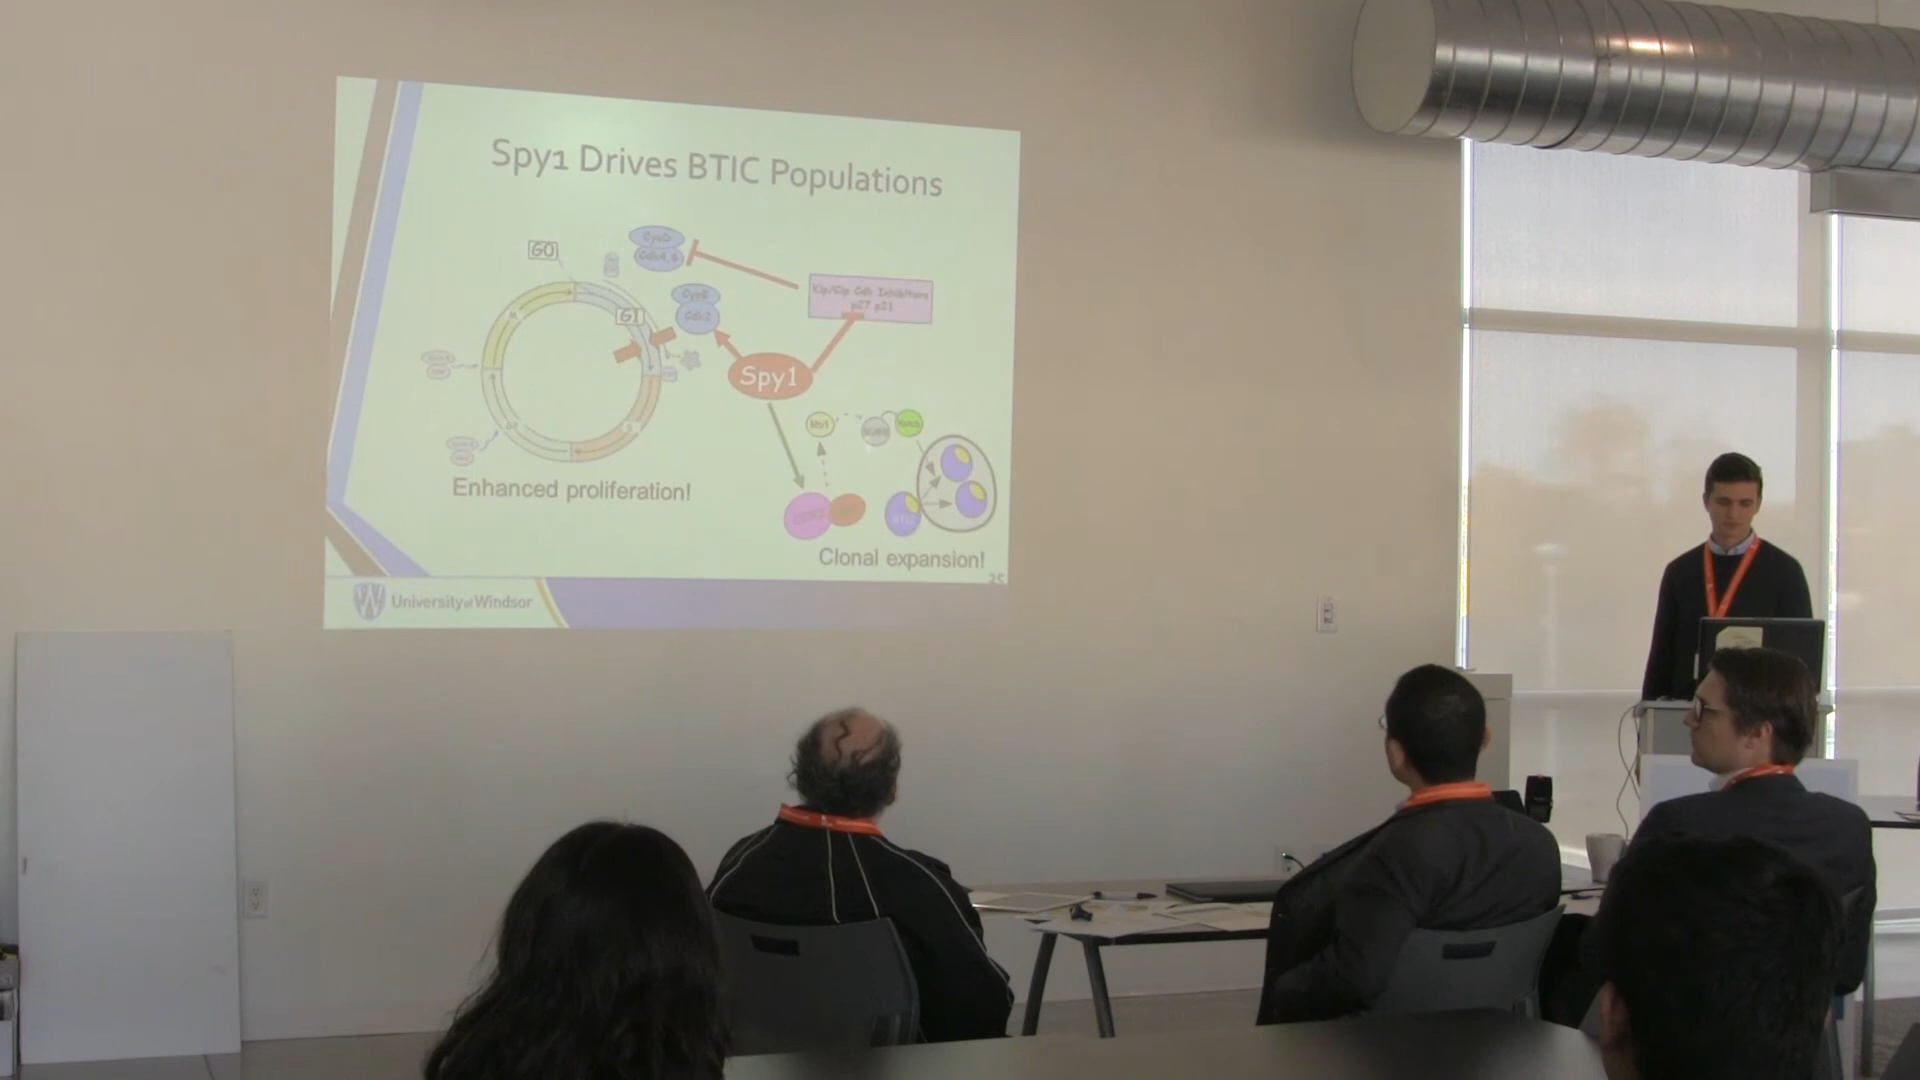 Spy1 Drives BTIC Populations
G0
CycD
Cdk4,6
CycE
Cdk2
Kip/Cip Cdk Inhibitors
p27 p21
G1
Spy1
Enhanced proliferation!
Clonal expansion!
25
University of Windsor